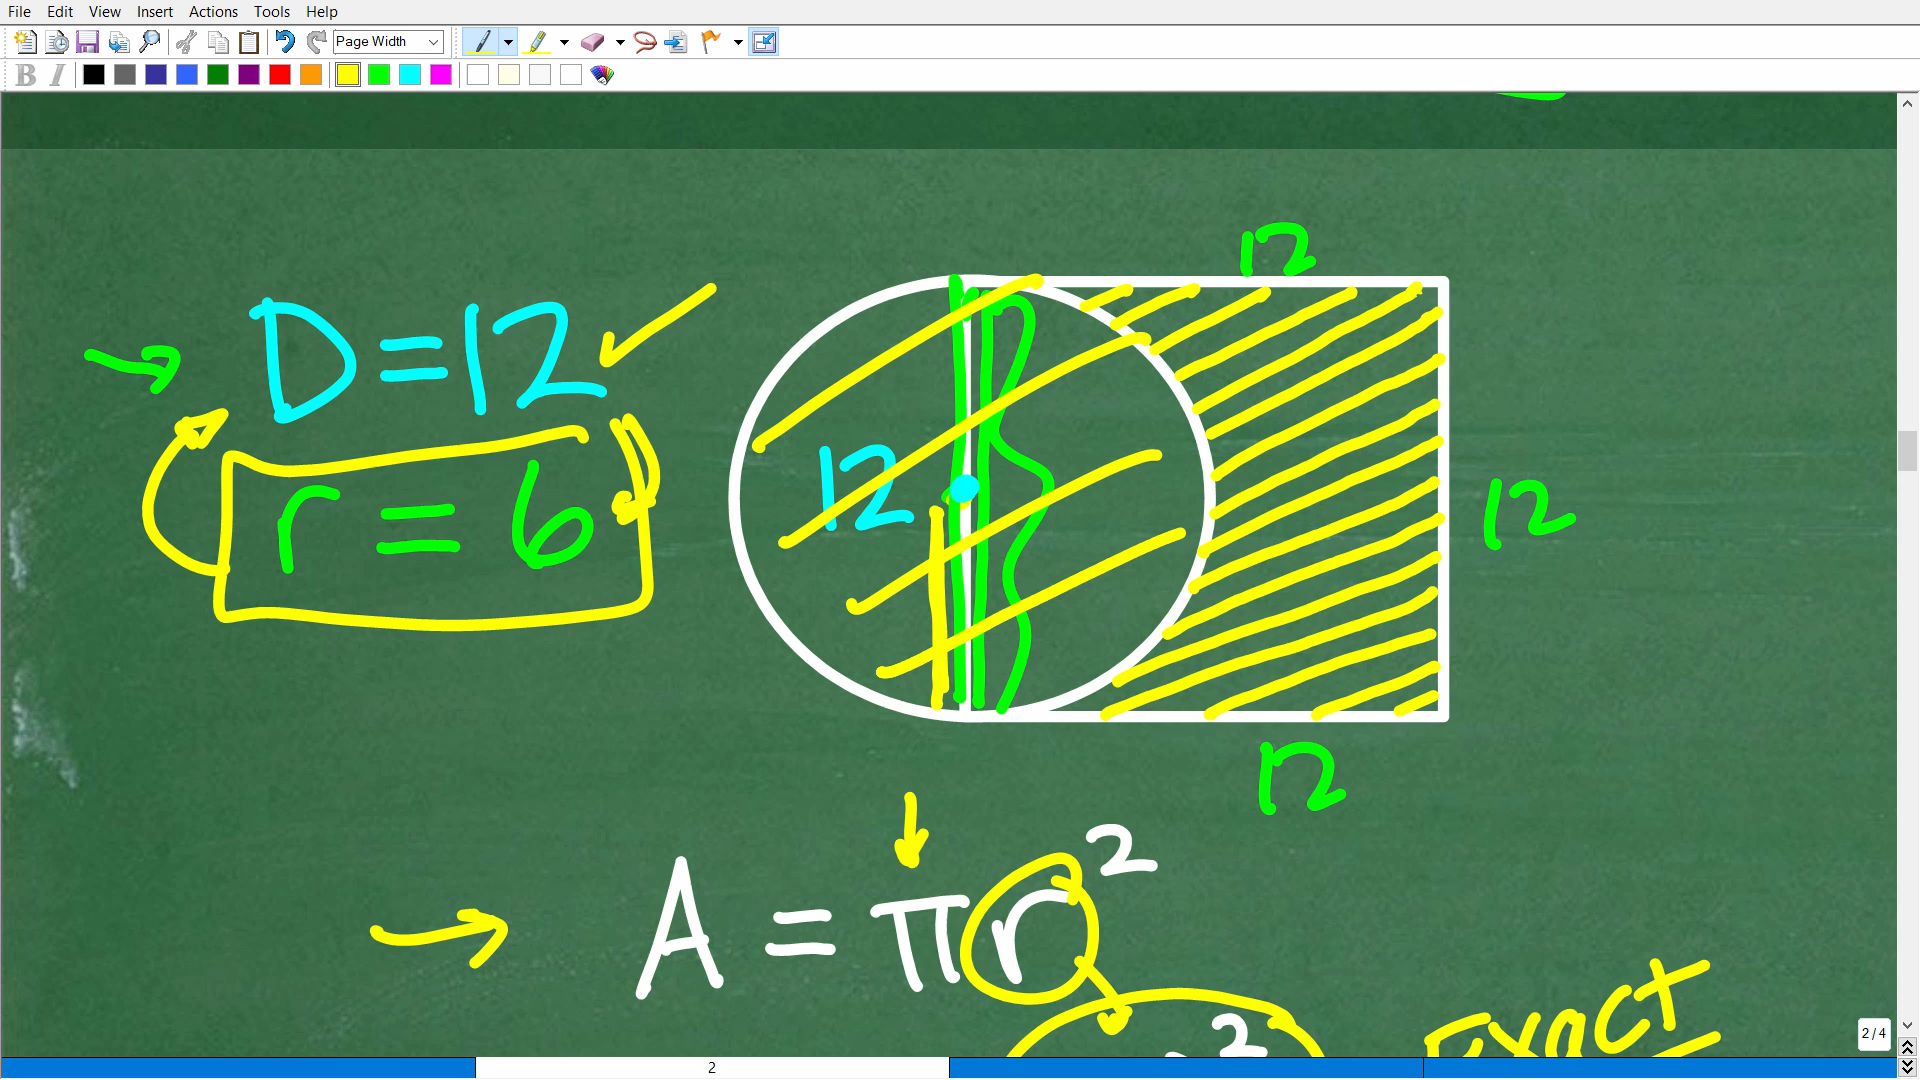 File Edit View Insert Actions Tools Help
Page Width
B I
12
D=12
r = 6
12
12
12
A = πr²
2
Exact
2/4
2